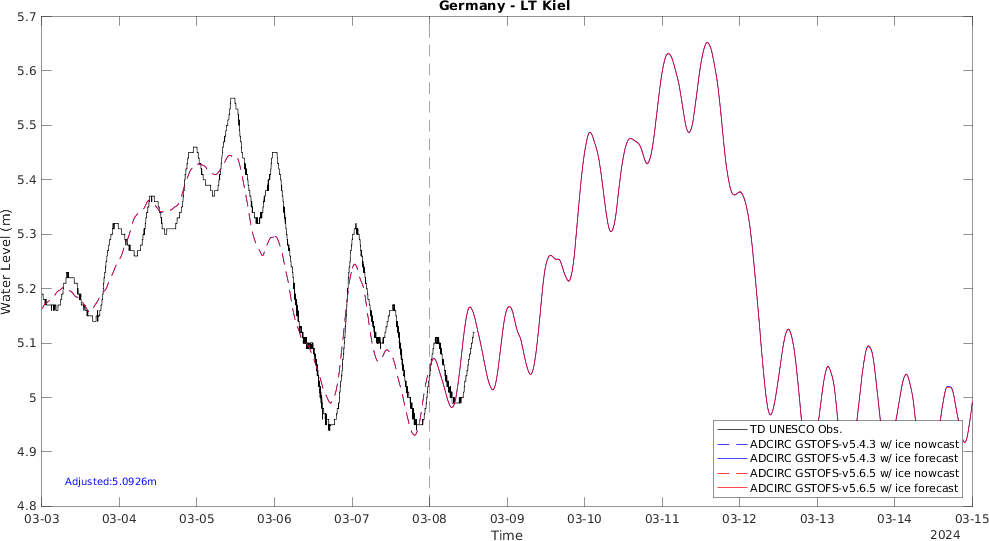 Germany - LT Kiel
5.7
5.6
5.5
5.4
5.3
5.2
5.1
5
4.9
4.8
Water Level (m)
Adjusted:5.0926m
TD UNESCO Obs.
ADCIRC GSTOFS-v5.4.3 w/ ice nowcast
ADCIRC GSTOFS-v5.4.3 w/ ice forecast
ADCIRC GSTOFS-v5.6.5 w/ ice nowcast
ADCIRC GSTOFS-v5.6.5 w/ ice forecast
03-03 03-04 03-05 03-06 03-07 03-08 03-09 03-10 03-11 03-12 03-13 03-14 03-15
Time
2024